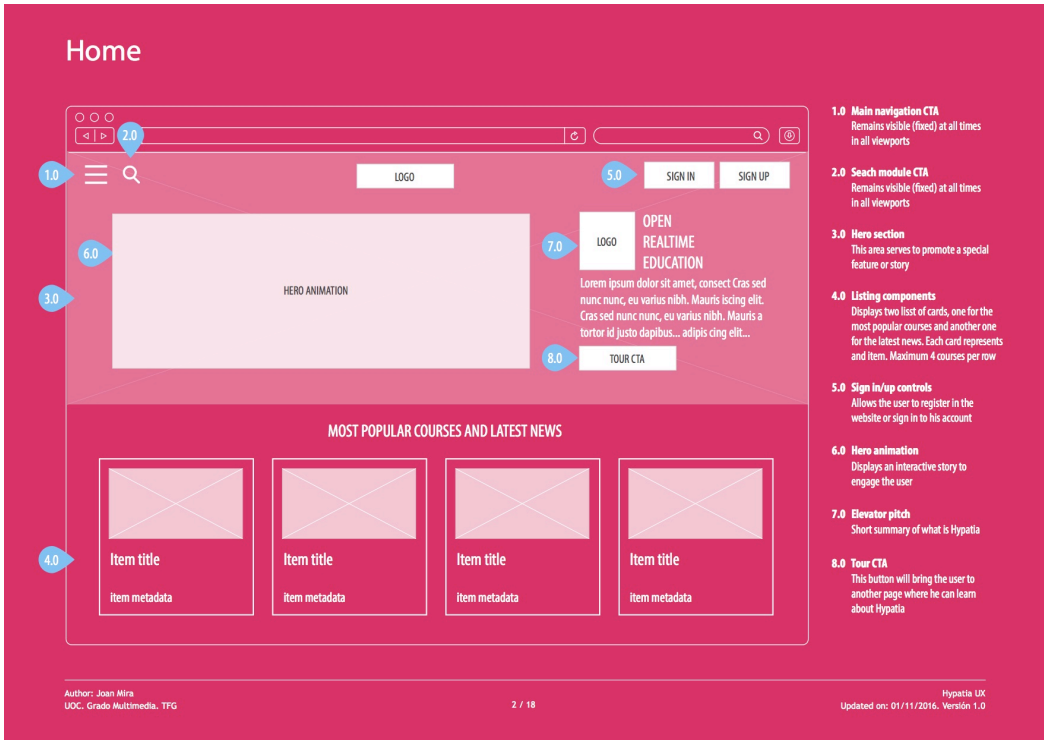 Home
2.0
1.0
LOGO
5.0
SIGN IN
SIGN UP
6.0
3.0
HERO ANIMATION
7.0
LOGO
OPEN
REALTIME
EDUCATION
Lorem ipsum dolor sit amet, consect Cras sed
nunc nunc, eu varius nibh. Mauris iscing elit.
Cras sed nunc nunc, eu varius nibh. Mauris a
tortor id justo dapibus... adipis cing elit...
8.0
TOUR CTA
MOST POPULAR COURSES AND LATEST NEWS
4.0
Item title
item metadata
Item title
item metadata
Item title
item metadata
Item title
item metadata
1.0 Main navigation CTA
Remains visible (fixed) at all times
in all viewports
2.0 Seach module CTA
Remains visible (fixed) at all times
in all viewports
3.0 Hero section
This area serves to promote a special
feature or story
4.0 Listing components
Displays two lisst of cards, one for the
most popular courses and another one
for the latest news. Each card represents
and item. Maximum 4 courses per row
5.0 Sign in/up controls
Allows the user to register in the
website or sign in to his account
6.0 Hero animation
Displays an interactive story to
engage the user
7.0 Elevator pitch
Short summary of what is Hypatia
8.0 Tour CTA
This button will bring the user to
another page where he can learn
about Hypatia
Author: Joan Mira
UOC. Grado Multimedia. TFG
2 / 18
Hypatia UX
Updated on: 01/11/2016. Versión 1.0